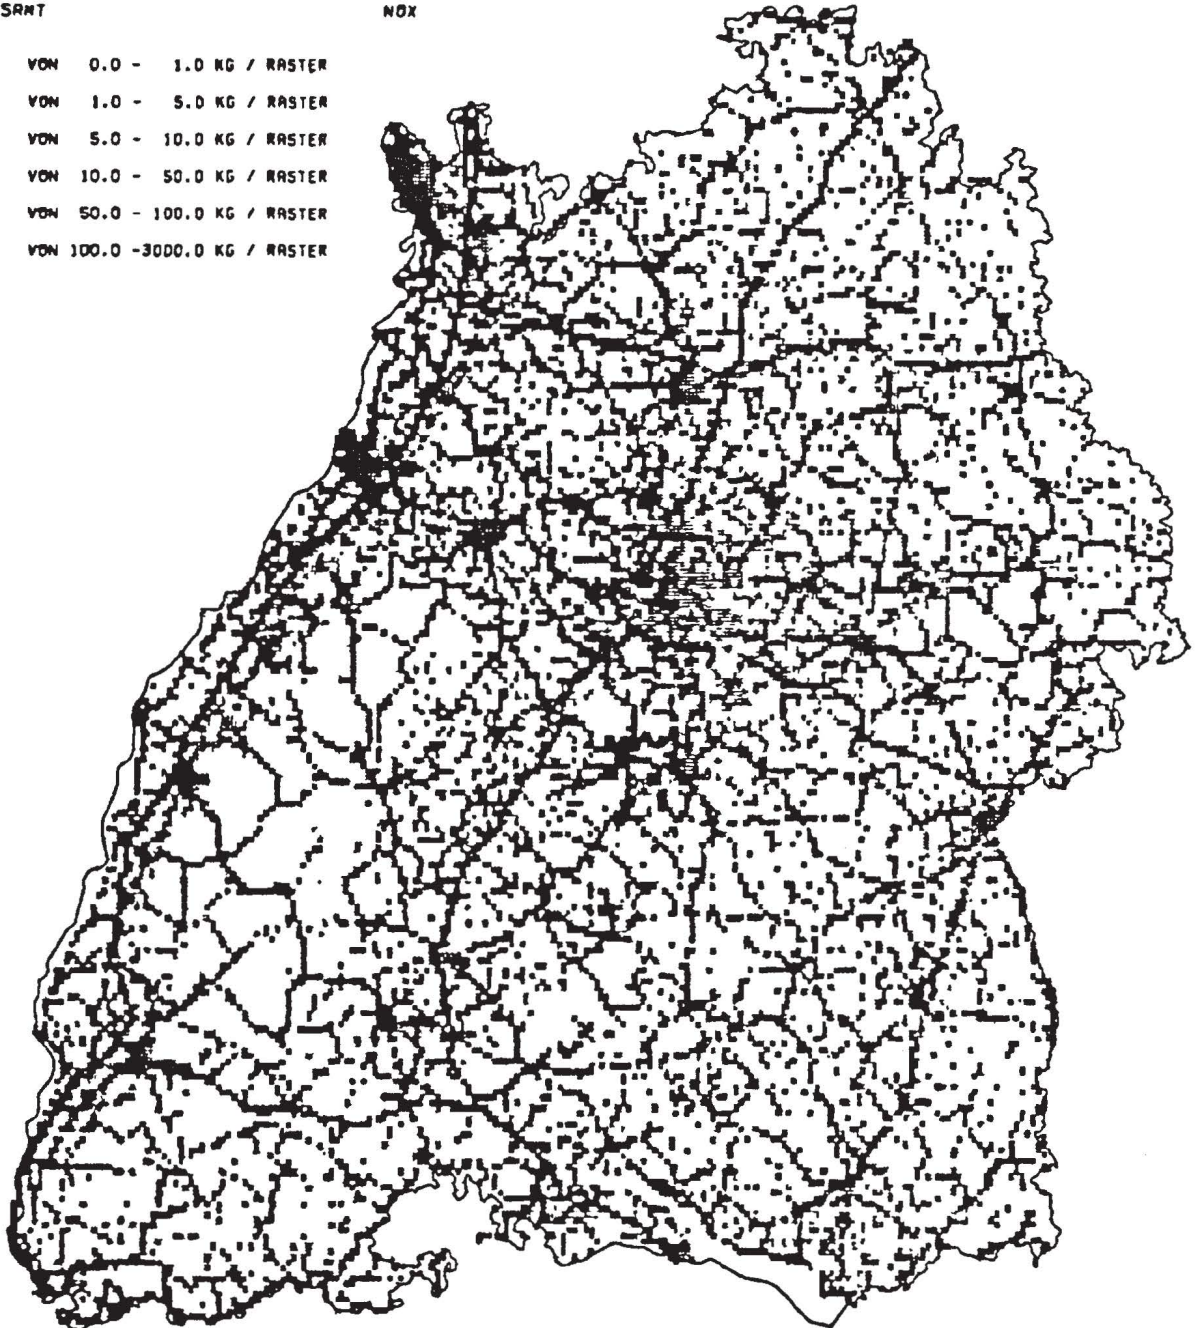 SAMT NOX
VON 0.0 - 1.0 KG / RASTER
VON 1.0 - 5.0 KG / RASTER
VON 5.0 - 10.0 KG / RASTER
VON 10.0 - 50.0 KG / RASTER
VON 50.0 - 100.0 KG / RASTER
VON 100.0 -3000.0 KG / RASTER